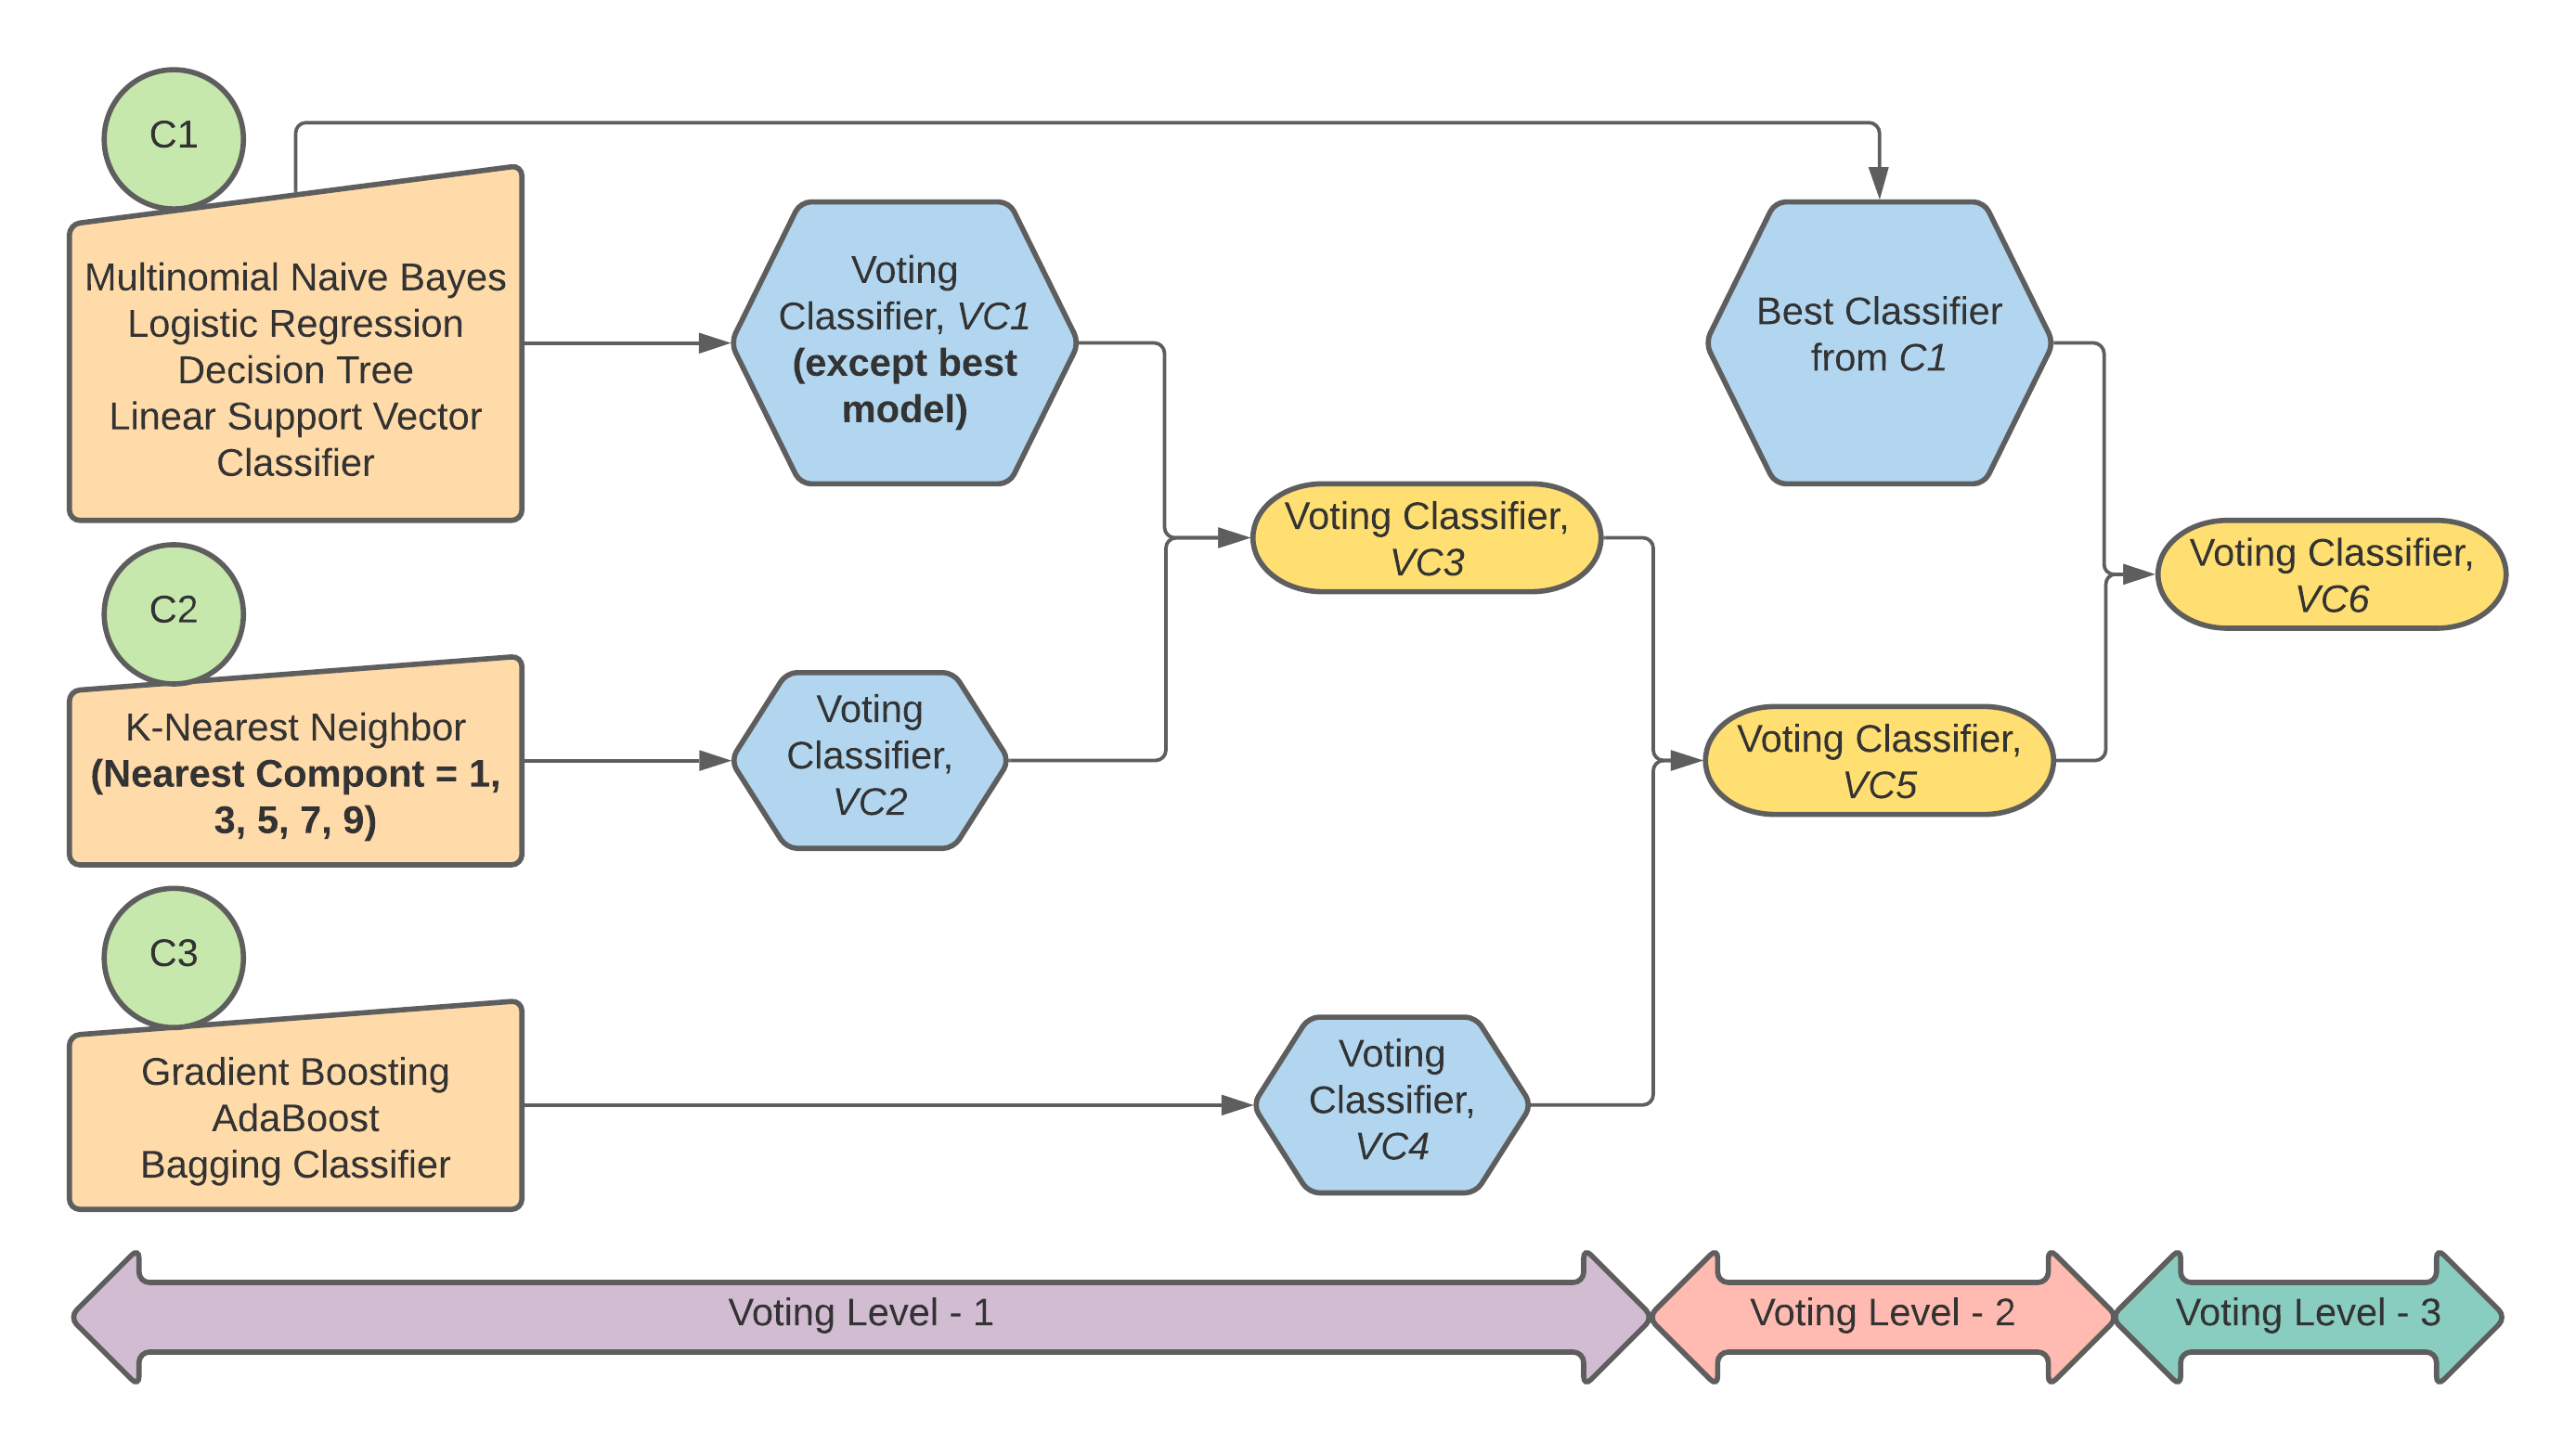 C1
Multinomial Naive Bayes
Logistic Regression
Decision Tree
Linear Support Vector
Classifier
Voting
Classifier, VC1
(except best
model)
Best Classifier
from C1
Voting Classifier,
VC3
Voting Classifier,
VC6
C2
K-Nearest Neighbor
(Nearest Compont = 1,
3, 5, 7, 9)
Voting
Classifier,
VC2
Voting Classifier,
VC5
C3
Gradient Boosting
AdaBoost
Bagging Classifier
Voting
Classifier,
VC4
Voting Level - 1
Voting Level - 2
Voting Level - 3